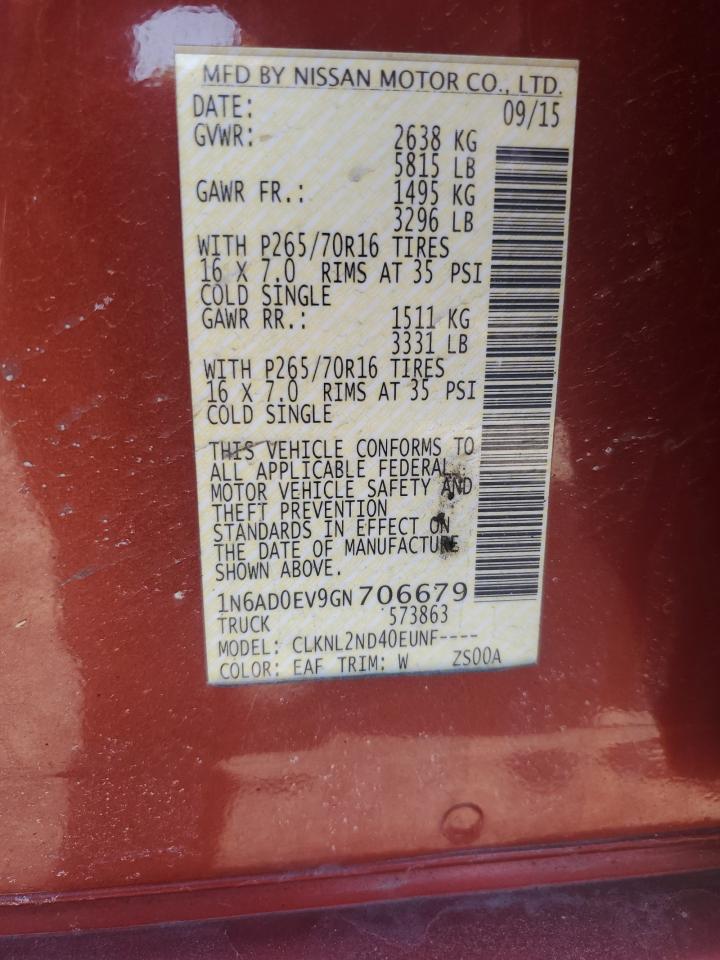 MFD BY NISSAN MOTOR CO., LTD.
DATE: 09/15
GVWR: 2638 KG
5815 LB
GAWR FR.: 1495 KG
3296 LB
WITH P265/70R16 TIRES
16 X 7.0 RIMS AT 35 PSI
COLD SINGLE
GAWR RR.: 1511 KG
3331 LB
WITH P265/70R16 TIRES
16 X 7.0 RIMS AT 35 PSI
COLD SINGLE
THIS VEHICLE CONFORMS TO
ALL APPLICABLE FEDERAL
MOTOR VEHICLE SAFETY AND
THEFT PREVENTION
STANDARDS IN EFFECT ON
THE DATE OF MANUFACTURE
SHOWN ABOVE.
1N6AD0EV9GN706679
TRUCK 573863
MODEL: CLKNL2ND40EUNF----
COLOR: EAF TRIM: W ZS00A